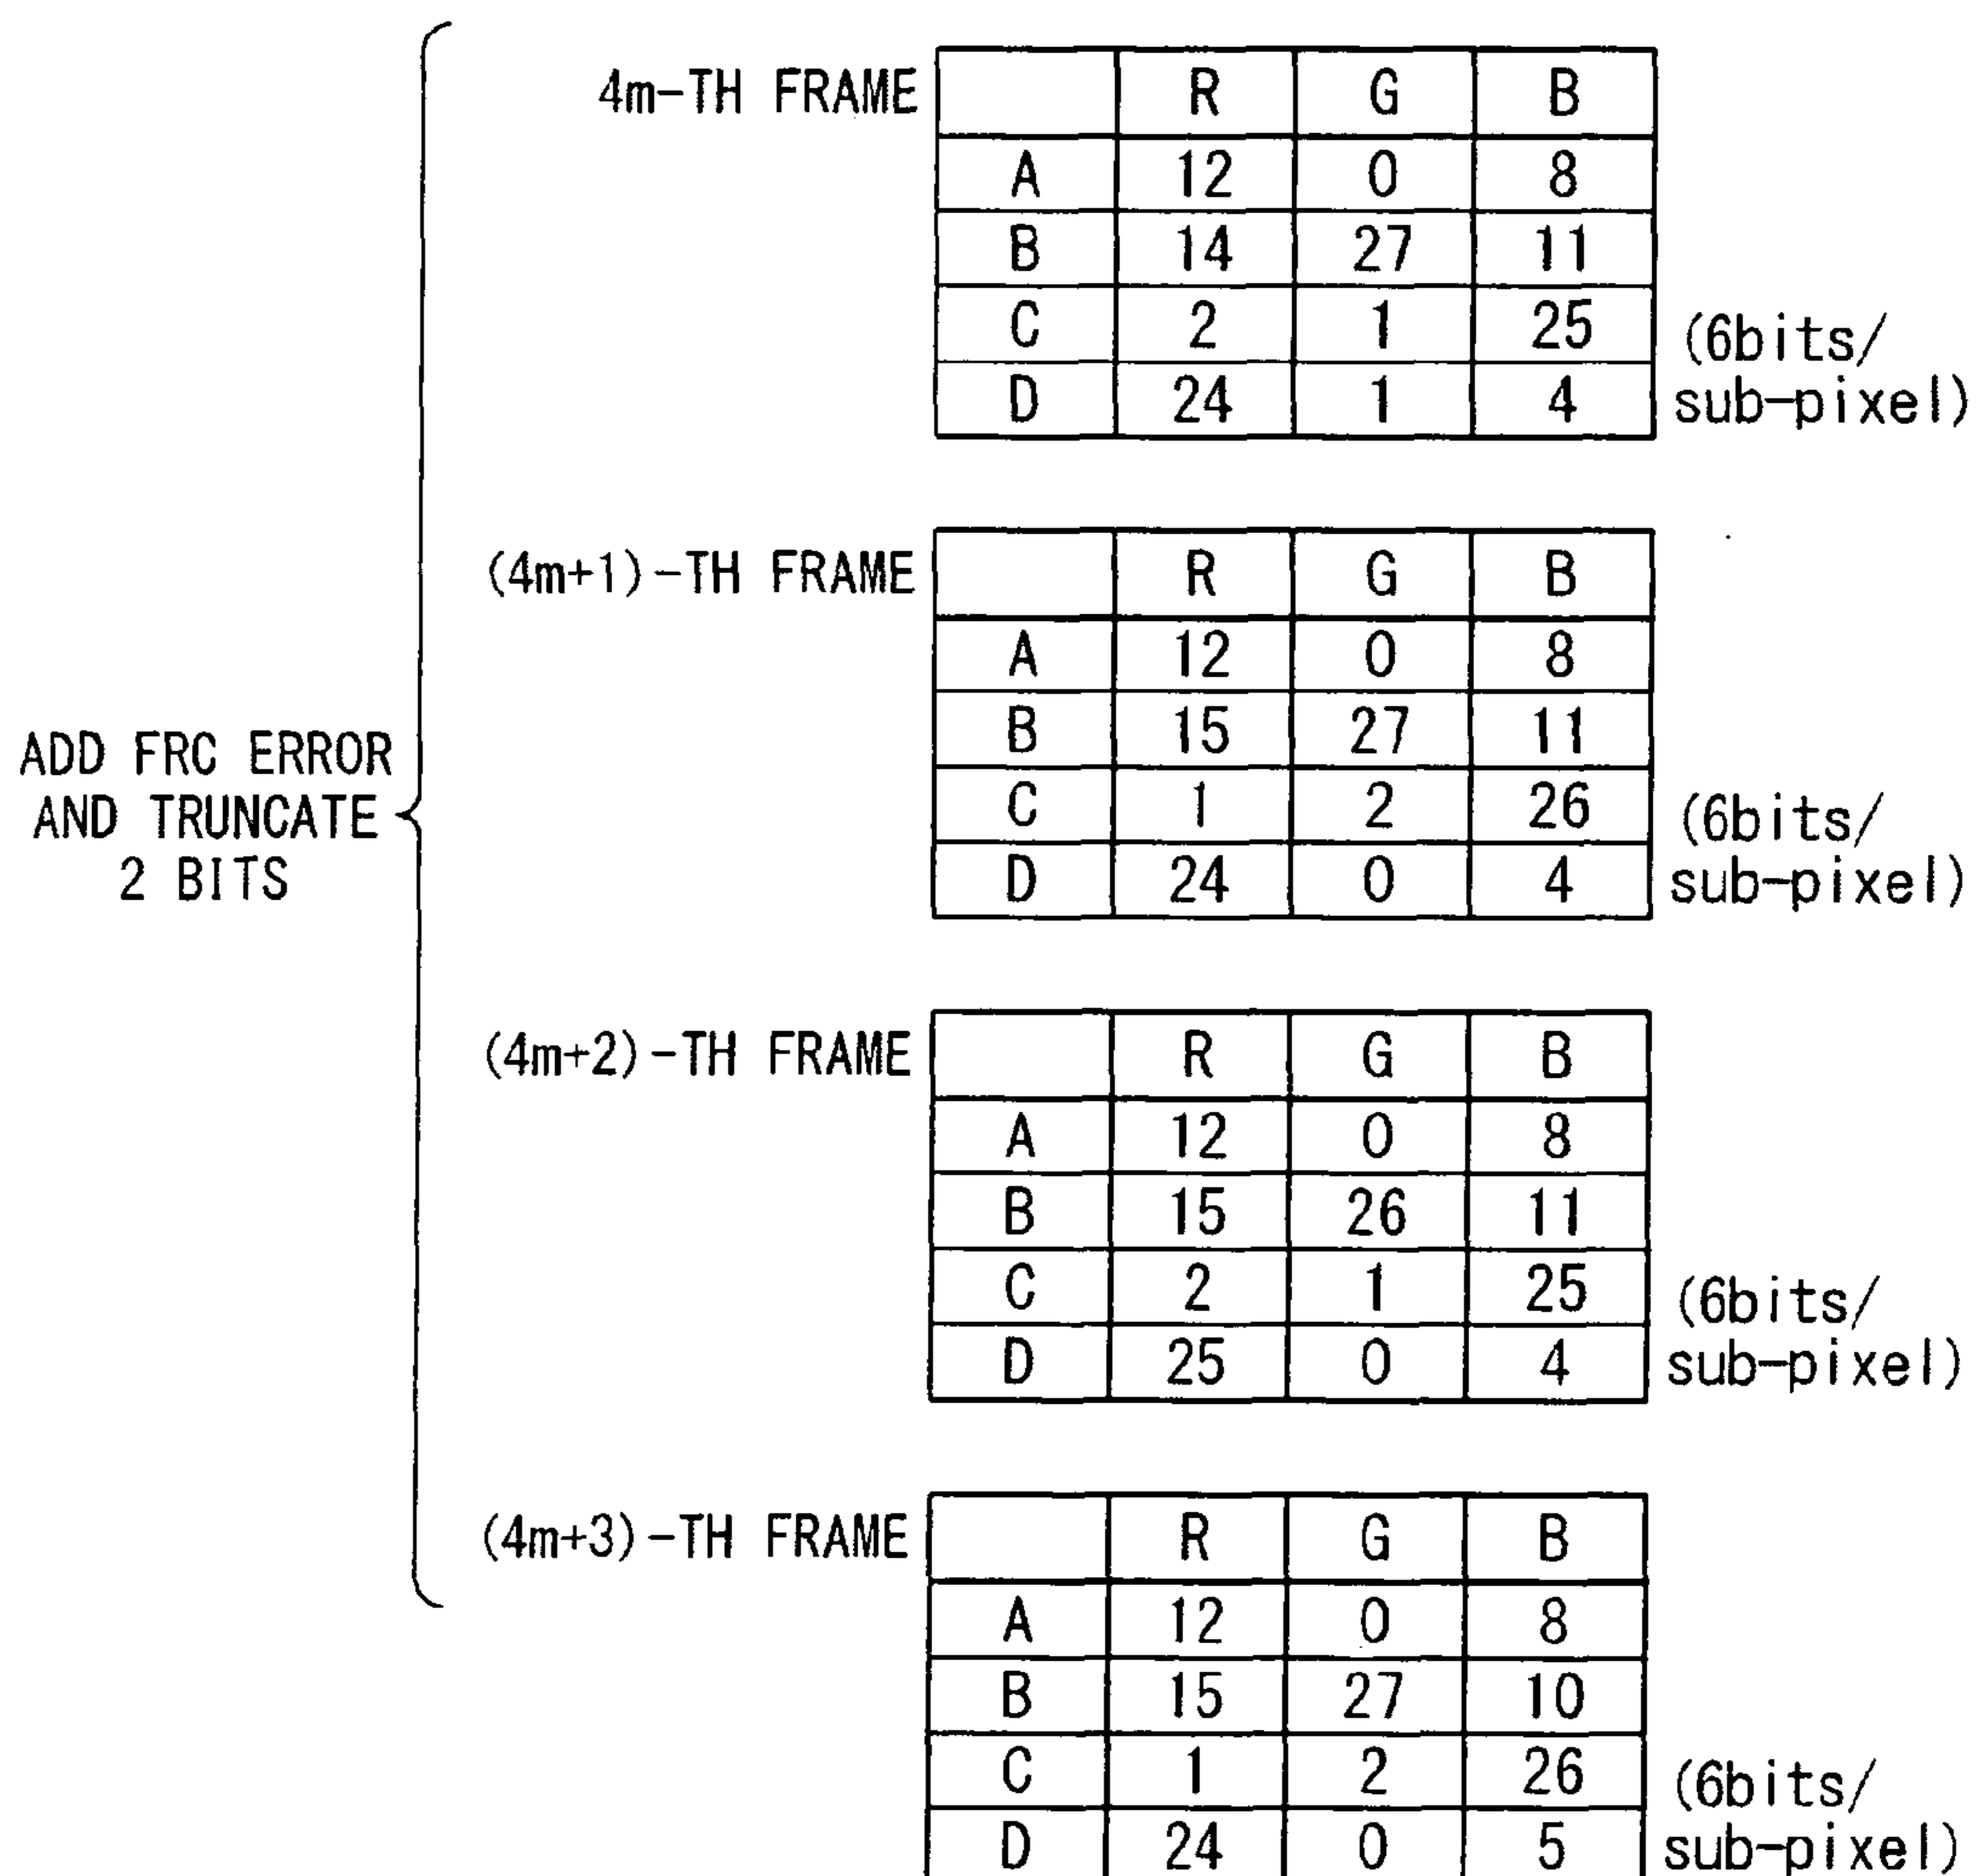 4m-TH FRAME
R G B
A 12 0 8
B 14 27 11
C 2 1 25
D 24 1 4
(6bits/
sub-pixel)
(4m+1)-TH FRAME
R G B
A 12 0 8
B 15 27 11
C 1 2 26
D 24 0 4
(6bits/
sub-pixel)
ADD FRC ERROR
AND TRUNCATE
2 BITS
(4m+2)-TH FRAME
R G B
A 12 0 8
B 15 26 11
C 2 1 25
D 25 0 4
(6bits/
sub-pixel)
(4m+3)-TH FRAME
R G B
A 12 0 8
B 15 27 10
C 1 2 26
D 24 0 5
(6bits/
sub-pixel)